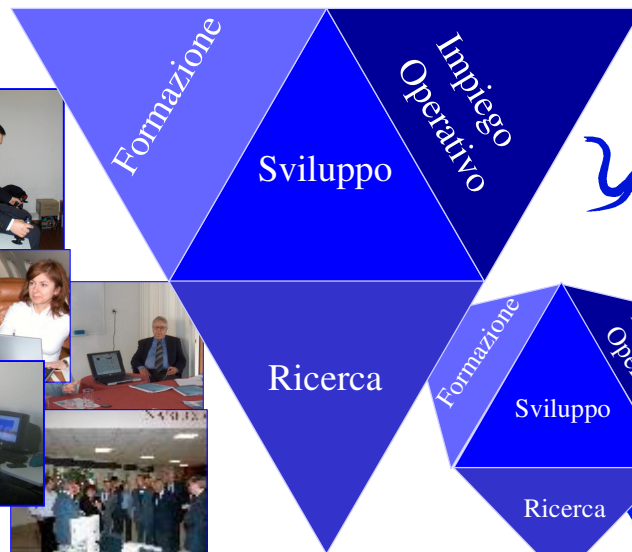 Formazione
Impiego
Operativo
Sviluppo
Ricerca
Formazione
Sviluppo
Ricerca